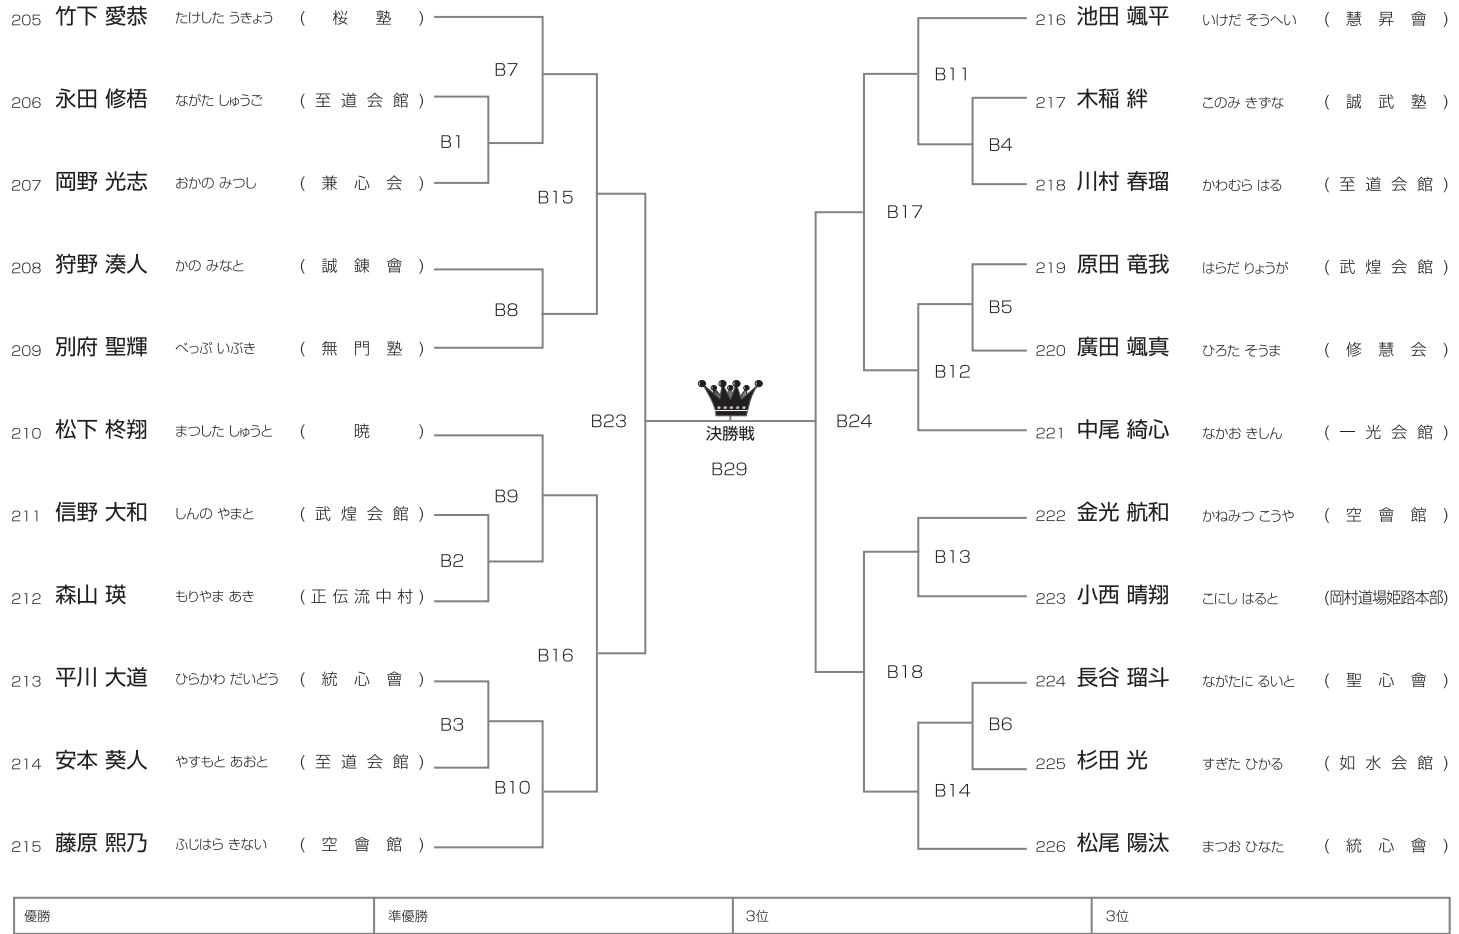 205 竹下 愛恭 たけした うきょう ( 桜 塾 )
B7
206 永田 修梧 ながた しゅうご ( 至 道 会 館 )
B1
207 岡野 光志 おかの みつし ( 兼 心 会 )
B15
208 狩野 湊人 かの みなと ( 誠 錬 會 )
B8
209 別府 聖輝 べっぷ いぶき ( 無 門 塾 )
B23
210 松下 柊翔 まつした しゅうと ( 暁 )
B9
211 信野 大和 しんの やまと ( 武 煌 会 館 )
B2
212 森山 瑛 もりやま あき ( 正 伝 流 中 村 )
B16
213 平川 大道 ひらかわ だいどう ( 統 心 會 )
B3
214 安本 葵人 やすもと あおと ( 至 道 会 館 )
B10
215 藤原 熙乃 ふじはら きない ( 空 會 館 )
決勝戦
B29
216 池田 颯平 いけだ そうへい ( 慧 昇 會 )
B11
217 木稲 絆 このみ きずな ( 誠 武 塾 )
B4
218 川村 春瑠 かわむら はる ( 至 道 会 館 )
B17
219 原田 竜我 はらだ りょうが ( 武 煌 会 館 )
B5
220 廣田 颯真 ひろた そうま ( 修 慧 会 )
B12
221 中尾 綺心 なかお きしん ( 一 光 会 館 )
B24
222 金光 航和 かねみつ こうや ( 空 會 館 )
B13
223 小西 晴翔 こにし はると (岡村道場姫路本部)
B18
224 長谷 瑠斗 ながたに るいと ( 聖 心 會 )
B6
225 杉田 光 すぎた ひかる ( 如 水 会 館 )
B14
226 松尾 陽汰 まつお ひなた ( 統 心 會 )
優勝 準優勝 3位 3位